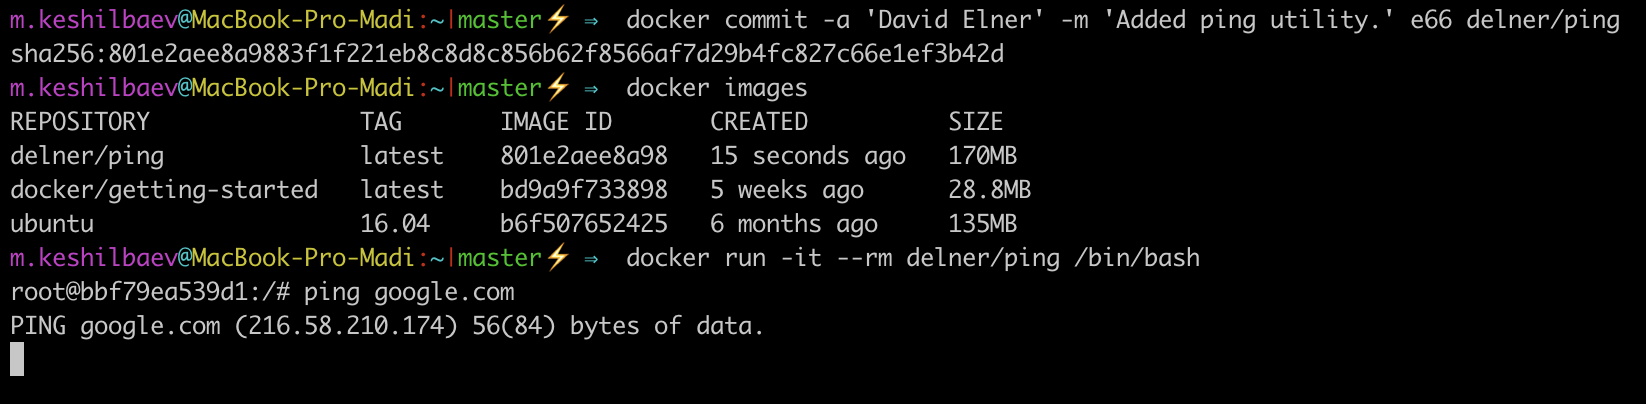 m.keshilbaev@MacBook-Pro-Madi:~|master⚡ ⇒  docker commit -a 'David Elner' -m 'Added ping utility.' e66 delner/ping
sha256:801e2aee8a9883f1f221eb8c8d8c856b62f8566af7d29b4fc827c66e1ef3b42d
m.keshilbaev@MacBook-Pro-Madi:~|master⚡ ⇒  docker images
REPOSITORY               TAG       IMAGE ID       CREATED          SIZE
delner/ping              latest    801e2aee8a98   15 seconds ago   170MB
docker/getting-started   latest    bd9a9f733898   5 weeks ago      28.8MB
ubuntu                   16.04     b6f507652425   6 months ago     135MB
m.keshilbaev@MacBook-Pro-Madi:~|master⚡ ⇒  docker run -it --rm delner/ping /bin/bash
root@bbf79ea539d1:/# ping google.com
PING google.com (216.58.210.174) 56(84) bytes of data.